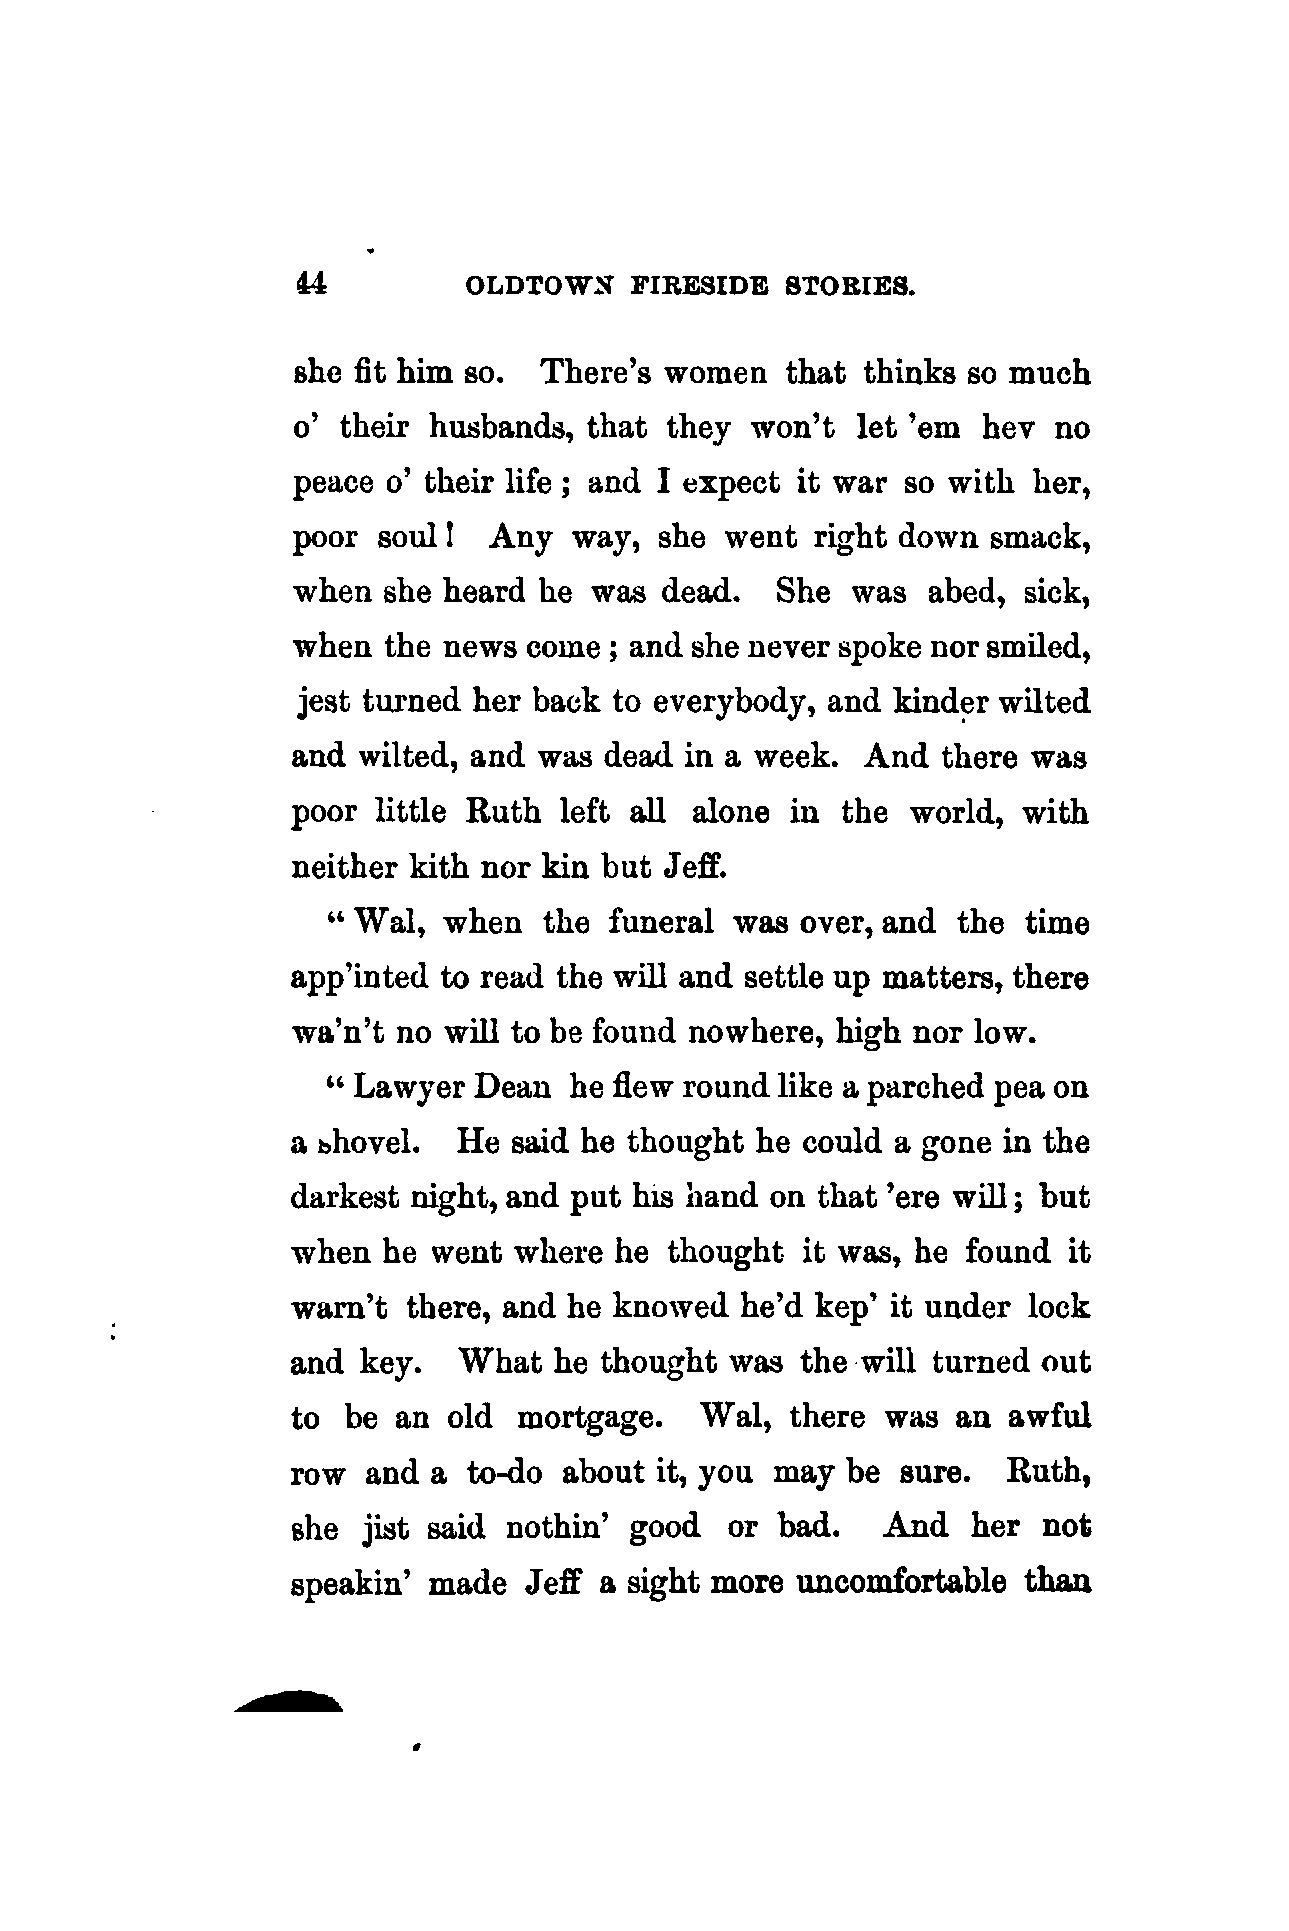 44 OLDTOWN FIRESIDE STORIES.
she fit him so. There's women that thinks so much
o' their husbands, that they won't let 'em hev no
peace o' their life ; and I expect it war so with her,
poor soul ! Any way, she went right down smack,
when she heard he was dead. She was abed, sick,
when the news come ; and she never spoke nor smiled,
jest turned her back to everybody, and kinder wilted
and wilted, and was dead in a week. And there was
poor little Ruth left all alone in the world, with
neither kith nor kin but Jeff.
“ Wal, when the funeral was over, and the time
app'inted to read the will and settle up matters, there
wa'n't no will to be found nowhere, high nor low.
“ Lawyer Dean he flew round like a parched pea on
a shovel. He said he thought he could a gone in the
darkest night, and put his hand on that 'ere will ; but
when he went where he thought it was, he found it
warn't there, and he knowed he'd kep' it under lock
and key. What he thought was the will turned out
to be an old mortgage. Wal, there was an awful
row and a to-do about it, you may be sure. Ruth,
she jist said nothin' good or bad. And her not
speakin' made Jeff a sight more uncomfortable than